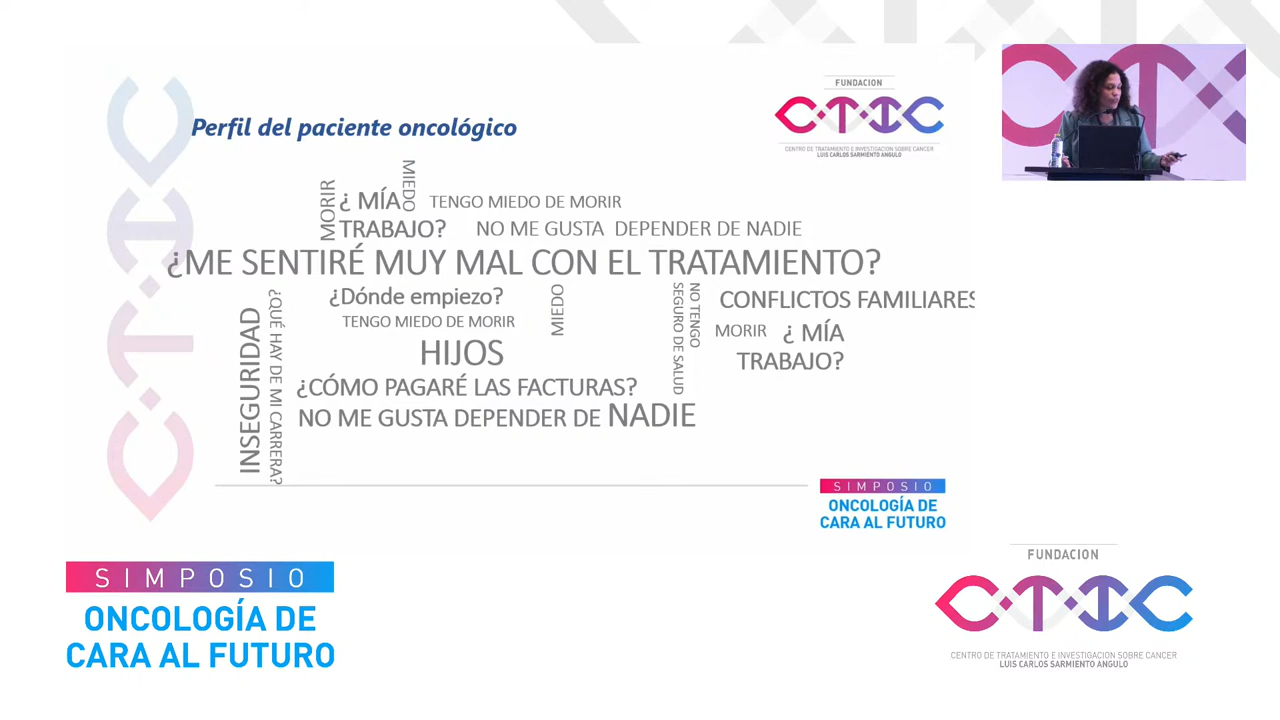 Perfil del paciente oncológico
FUNDACION
CTIC
CENTRO DE TRATAMIENTO E INVESTIGACION SOBRE CANCER
LUIS CARLOS SARMIENTO ANGULO
CTIC
MORIR
¿ MÍA
MIEDO
TENGO MIEDO DE MORIR
TRABAJO?
NO ME GUSTA DEPENDER DE NADIE
¿ME SENTIRÉ MUY MAL CON EL TRATAMIENTO?
¿Dónde empiezo?
MIEDO
NO TENGO
SEGURO DE SALUD
CONFLICTOS FAMILIARES
TENGO MIEDO DE MORIR
MORIR
¿ MÍA
HIJOS
TRABAJO?
INSEGURIDAD
¿QUÉ HAY DE MI CARRERA?
¿CÓMO PAGARÉ LAS FACTURAS?
NO ME GUSTA DEPENDER DE NADIE
SIMPOSIO
ONCOLOGÍA DE
CARA AL FUTURO
SIMPOSIO
ONCOLOGÍA DE
CARA AL FUTURO
FUNDACION
CTIC
CENTRO DE TRATAMIENTO E INVESTIGACION SOBRE CANCER
LUIS CARLOS SARMIENTO ANGULO